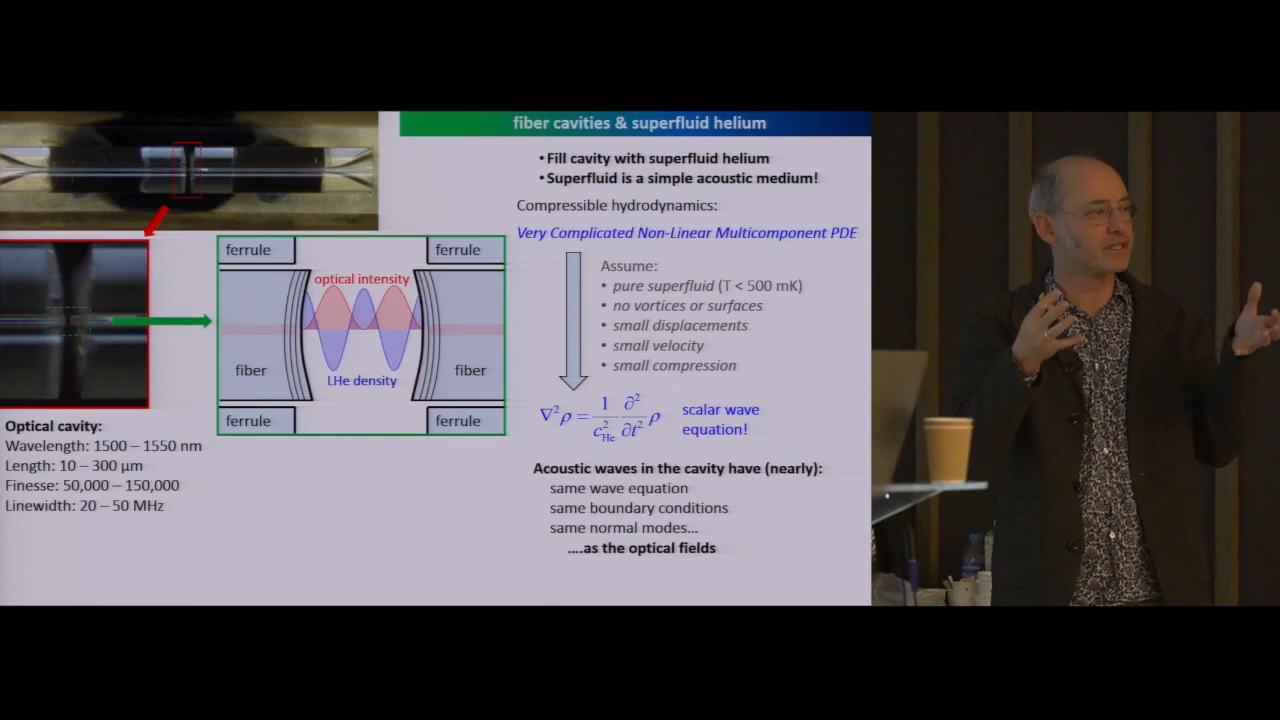 fiber cavities & superfluid helium
• Fill cavity with superfluid helium
• Superfluid is a simple acoustic medium!
Compressible hydrodynamics:
Very Complicated Non-Linear Multicomponent PDE
Assume:
• pure superfluid (T < 500 mK)
• no vortices or surfaces
• small displacements
• small velocity
• small compression
∇²ρ = 1/c²He ∂²/∂t² ρ
scalar wave
equation!
Acoustic waves in the cavity have (nearly):
same wave equation
same boundary conditions
same normal modes…
….as the optical fields
ferrule
ferrule
optical intensity
fiber
fiber
LHe density
ferrule
ferrule
Optical cavity:
Wavelength: 1500 – 1550 nm
Length: 10 – 300 μm
Finesse: 50,000 – 150,000
Linewidth: 20 – 50 MHz